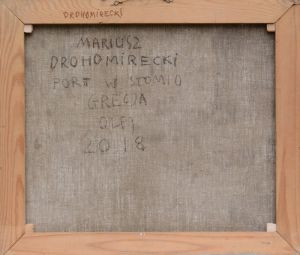 DROHOMIRECKI
MARIUSZ
DROHOMIRECKI
PORT W STOMIO
GRECJA
OLEJ
2018